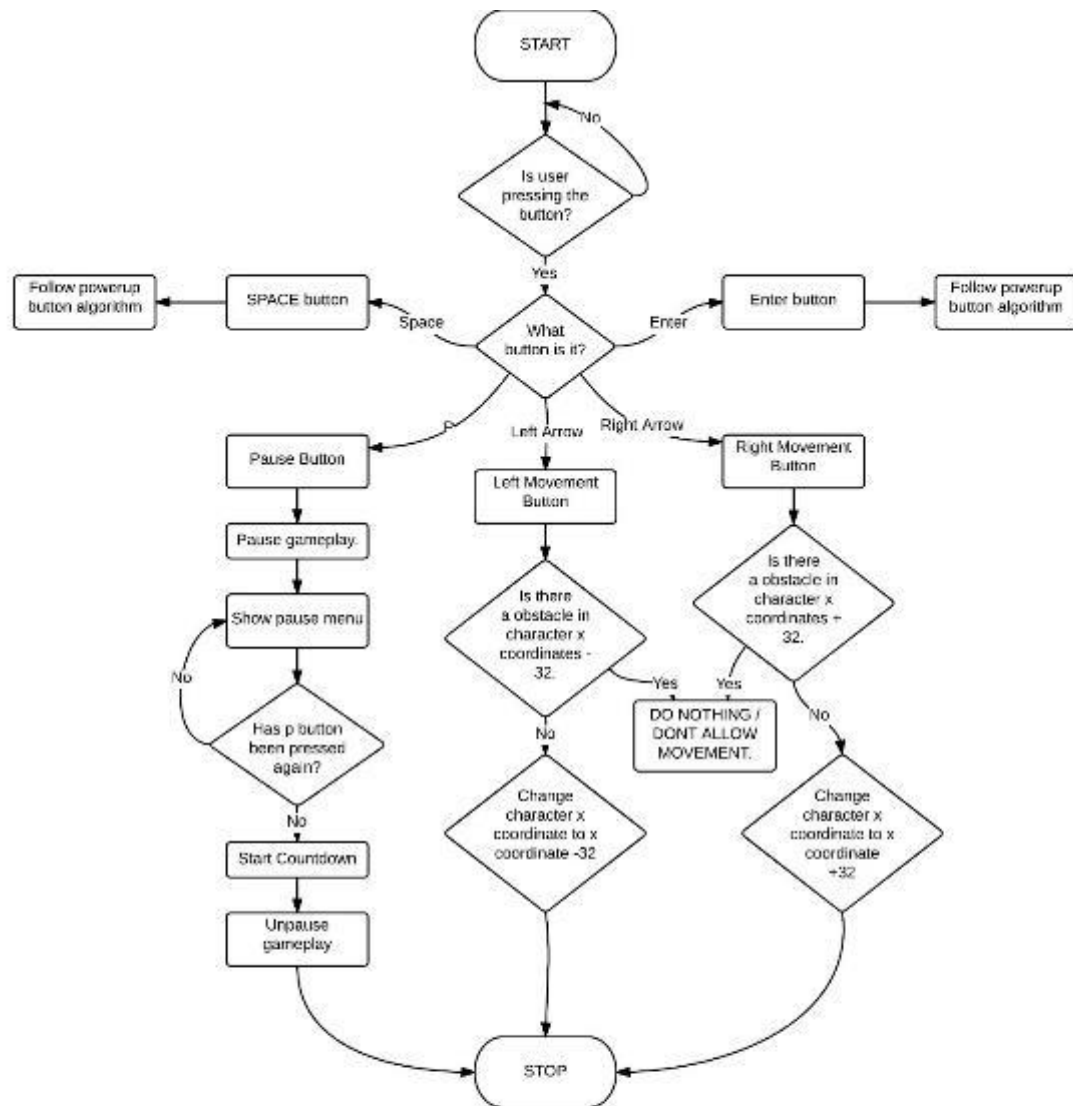 START
No
Is user
pressing the
button?
Yes
Follow powerup
button algorithm
SPACE button
Space
What
button is it?
Enter
Enter button
Follow powerup
button algorithm
Left Arrow
Right Arrow
Pause Button
Left Movement
Button
Right Movement
Button
Pause gameplay.
Show pause menu
No
Has p button
been pressed
again?
No
Start Countdown
Unpause
gameplay
Is there
a obstacle in
character x
coordinates -
32.
Yes
No
Is there
a obstacle in
character x
coordinates +
32.
Yes
No
DO NOTHING /
DONT ALLOW
MOVEMENT.
Change
character x
coordinate to x
coordinate -32
Change
character x
coordinate to x
coordinate
+32
STOP